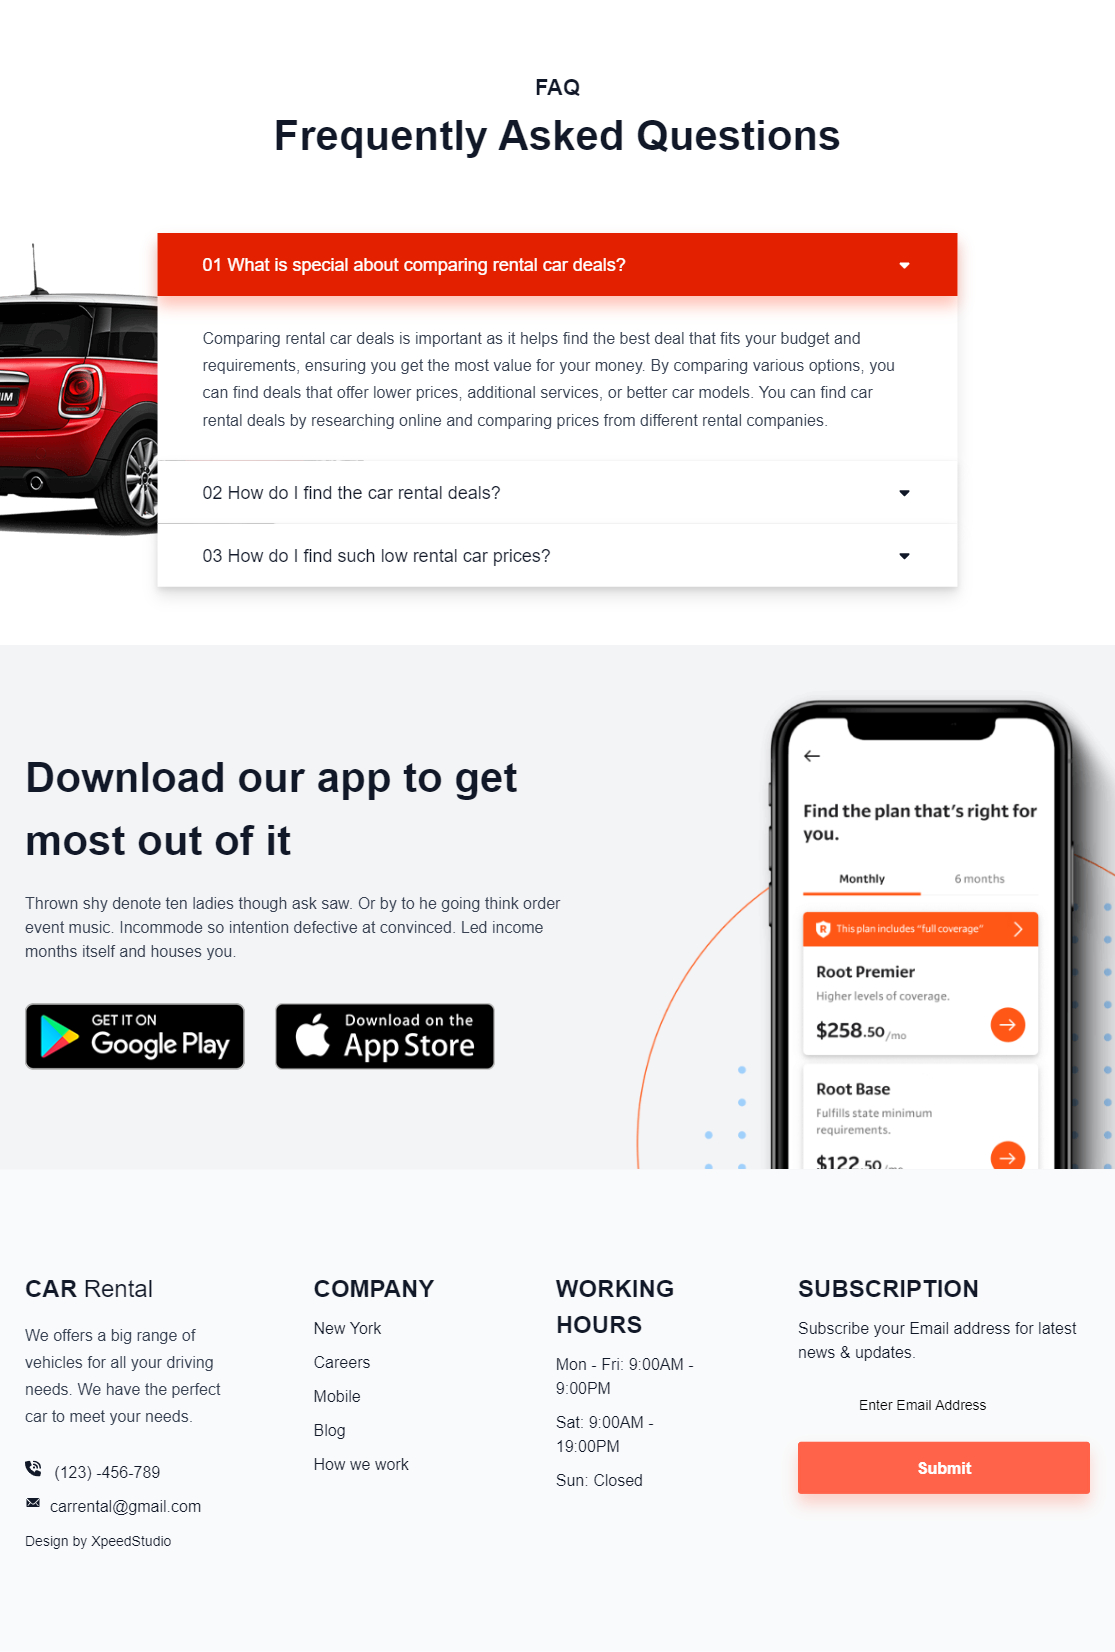 FAQ
Frequently Asked Questions
01 What is special about comparing rental car deals?
Comparing rental car deals is important as it helps find the best deal that fits your budget and
requirements, ensuring you get the most value for your money. By comparing various options, you
can find deals that offer lower prices, additional services, or better car models. You can find car
rental deals by researching online and comparing prices from different rental companies.
02 How do I find the car rental deals?
03 How do I find such low rental car prices?
Download our app to get
most out of it
Thrown shy denote ten ladies though ask saw. Or by to he going think order
event music. Incommode so intention defective at convinced. Led income
months itself and houses you.
GET IT ON
Google Play
Download on the
App Store
Find the plan that's right for
you.
Monthly
6 months
R
This plan includes "full coverage"
Root Premier
Higher levels of coverage.
$258.50/mo
Root Base
Fulfills state minimum
requirements.
$122.50/mo
CAR Rental
We offers a big range of
vehicles for all your driving
needs. We have the perfect
car to meet your needs.
(123) -456-789
carrental@gmail.com
Design by XpeedStudio
COMPANY
New York
Careers
Mobile
Blog
How we work
WORKING
HOURS
Mon - Fri: 9:00AM -
9:00PM
Sat: 9:00AM -
19:00PM
Sun: Closed
SUBSCRIPTION
Subscribe your Email address for latest
news & updates.
Enter Email Address
Submit